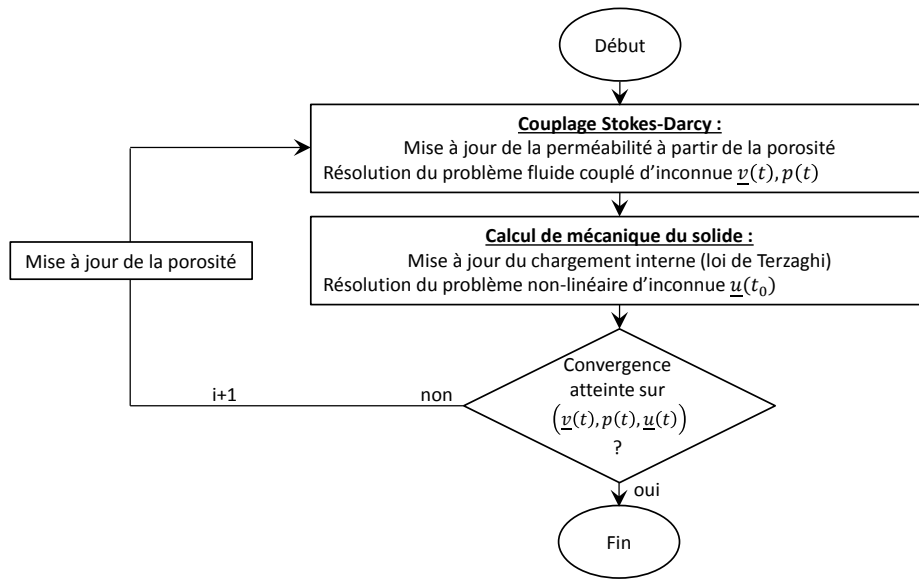 Début
Couplage Stokes-Darcy :
Mise à jour de la perméabilité à partir de la porosité
Résolution du problème fluide couplé d'inconnue v(t), p(t)
Calcul de mécanique du solide :
Mise à jour du chargement interne (loi de Terzaghi)
Résolution du problème non-linéaire d'inconnue u(t₀)
Mise à jour de la porosité
Convergence
atteinte sur
(v(t), p(t), u(t))
?
non
i+1
oui
Fin